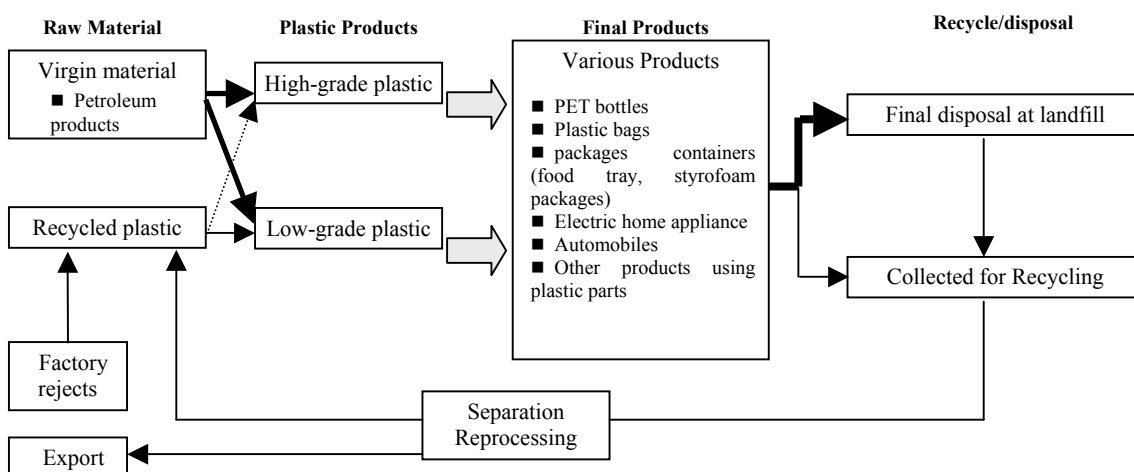 Raw Material
Plastic Products
Final Products
Recycle/disposal
Virgin material
■ Petroleum
products
High-grade plastic
Various Products
■ PET bottles
■ Plastic bags
■ packages containers
(food tray, styrofoam
packages)
■ Electric home appliance
■ Automobiles
■ Other products using
plastic parts
Final disposal at landfill
Recycled plastic
Low-grade plastic
Collected for Recycling
Factory
rejects
Separation
Reprocessing
Export